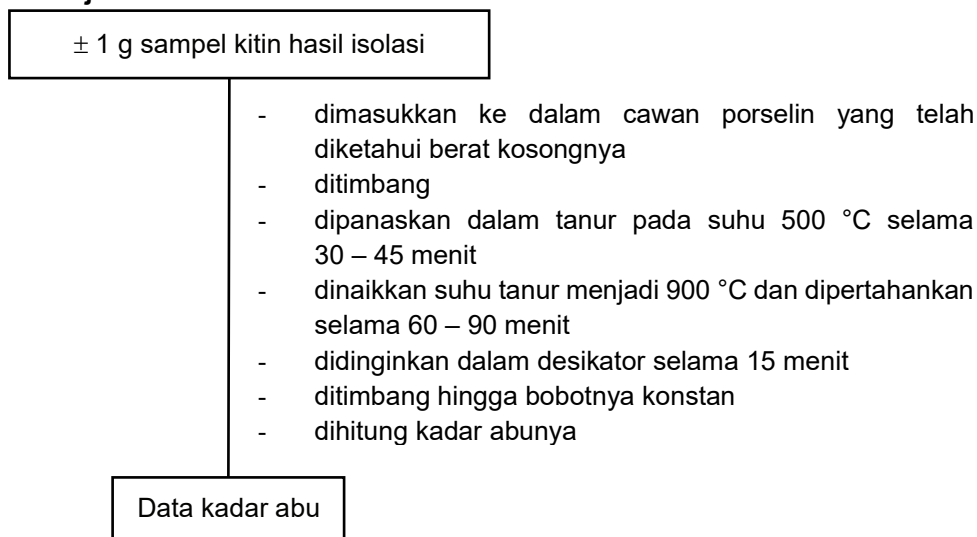 ± 1 g sampel kitin hasil isolasi
- dimasukkan ke dalam cawan porselin yang telah
diketahui berat kosongnya
- ditimbang
- dipanaskan dalam tanur pada suhu 500 °C selama
30 – 45 menit
- dinaikkan suhu tanur menjadi 900 °C dan dipertahankan
selama 60 – 90 menit
- didinginkan dalam desikator selama 15 menit
- ditimbang hingga bobotnya konstan
- dihitung kadar abunya
Data kadar abu